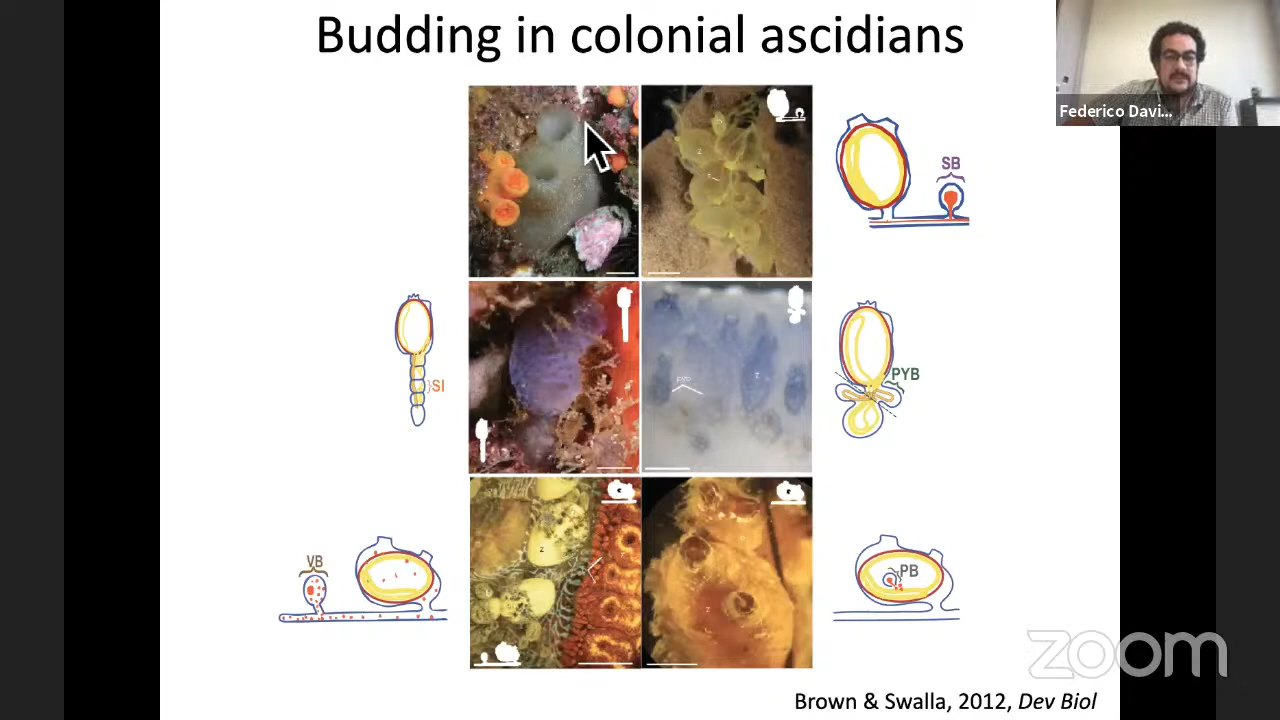 Budding in colonial ascidians
Federico Davi...
SB
SI
PYB
z
VB
PB
z
z
z
zoom
Brown & Swalla, 2012, Dev Biol